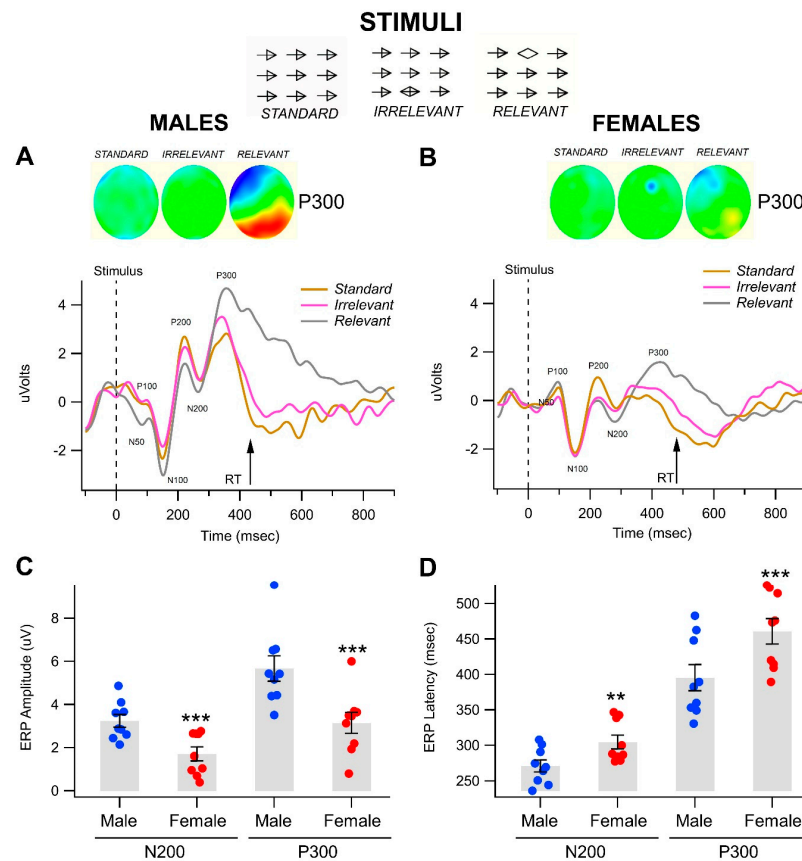 STIMULI
STANDARD IRRELEVANT RELEVANT
MALES FEMALES
A B
STANDARD IRRELEVANT RELEVANT STANDARD IRRELEVANT RELEVANT
P300 P300
Stimulus Stimulus
P300
4 Standard 4 Standard
Irrelevant Irrelevant
Relevant Relevant
P200
2 2
P300
P100 P200
P100
uVolts uVolts
0 0
N200 N50
N50 N200
-2 -2
N100 N100
RT RT
0 200 400 600 800 0 200 400 600 800
Time (msec) Time (msec)
C D
*** *** *** ** ***
ERP Amplitude (uV)
8
6
4
2
0
ERP Latency (msec)
500
450
400
350
300
250
Male Female Male Female Male Female Male Female
N200 P300 N200 P300